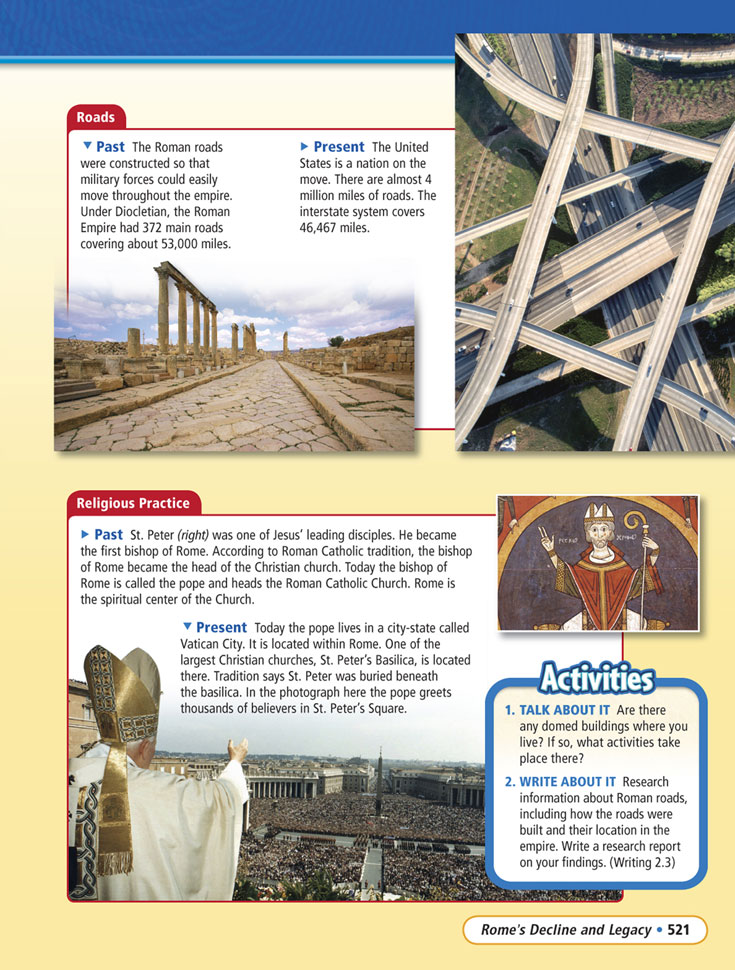 Roads
▼ Past The Roman roads
were constructed so that
military forces could easily
move throughout the empire.
Under Diocletian, the Roman
Empire had 372 main roads
covering about 53,000 miles.
► Present The United
States is a nation on the
move. There are almost 4
million miles of roads. The
interstate system covers
46,467 miles.
Religious Practice
► Past St. Peter (right) was one of Jesus' leading disciples. He became
the first bishop of Rome. According to Roman Catholic tradition, the bishop
of Rome became the head of the Christian church. Today the bishop of
Rome is called the pope and heads the Roman Catholic Church. Rome is
the spiritual center of the Church.
▼ Present Today the pope lives in a city-state called
Vatican City. It is located within Rome. One of the
largest Christian churches, St. Peter's Basilica, is located
there. Tradition says St. Peter was buried beneath
the basilica. In the photograph here the pope greets
thousands of believers in St. Peter's Square.
Activities
1. TALK ABOUT IT Are there
any domed buildings where you
live? If so, what activities take
place there?
2. WRITE ABOUT IT Research
information about Roman roads,
including how the roads were
built and their location in the
empire. Write a research report
on your findings. (Writing 2.3)
Rome's Decline and Legacy • 521